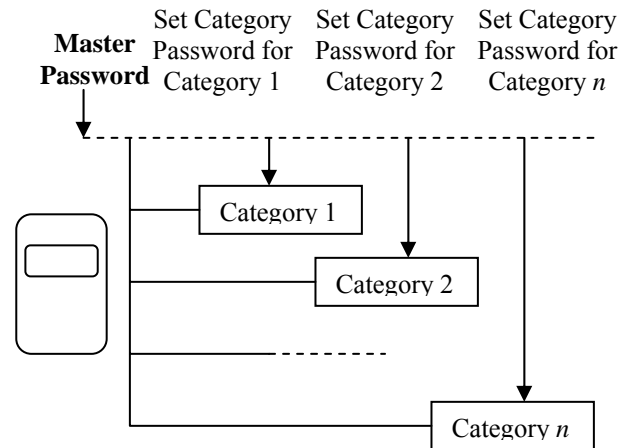 Master
Password
Set Category
Password for
Category 1
Set Category
Password for
Category 2
Set Category
Password for
Category n
Category 1
Category 2
Category n